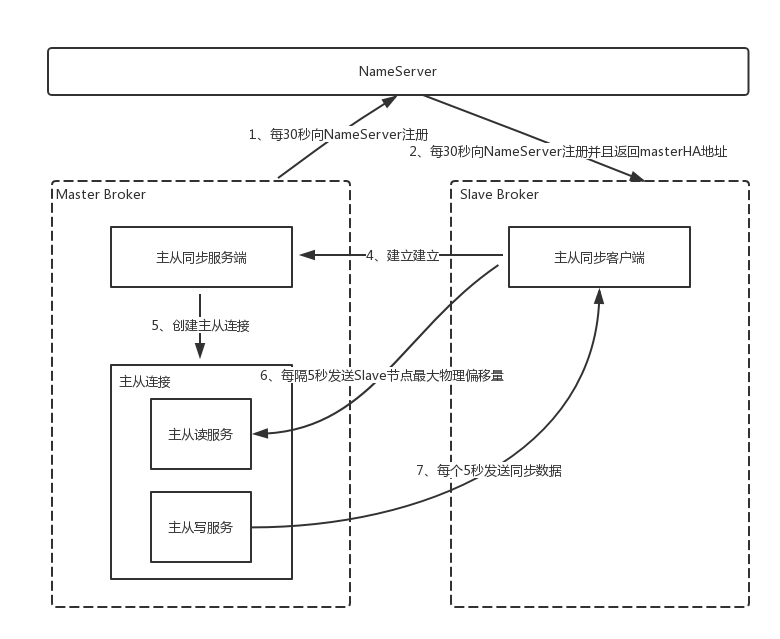 NameServer
1、每30秒向NameServer注册
2、每30秒向NameServer注册并且返回masterHA地址
Master Broker
Slave Broker
主从同步服务端
4、建立建立
主从同步客户端
5、创建主从连接
6、每隔5秒发送Slave节点最大物理偏移量
主从连接
主从读服务
7、每个5秒发送同步数据
主从写服务